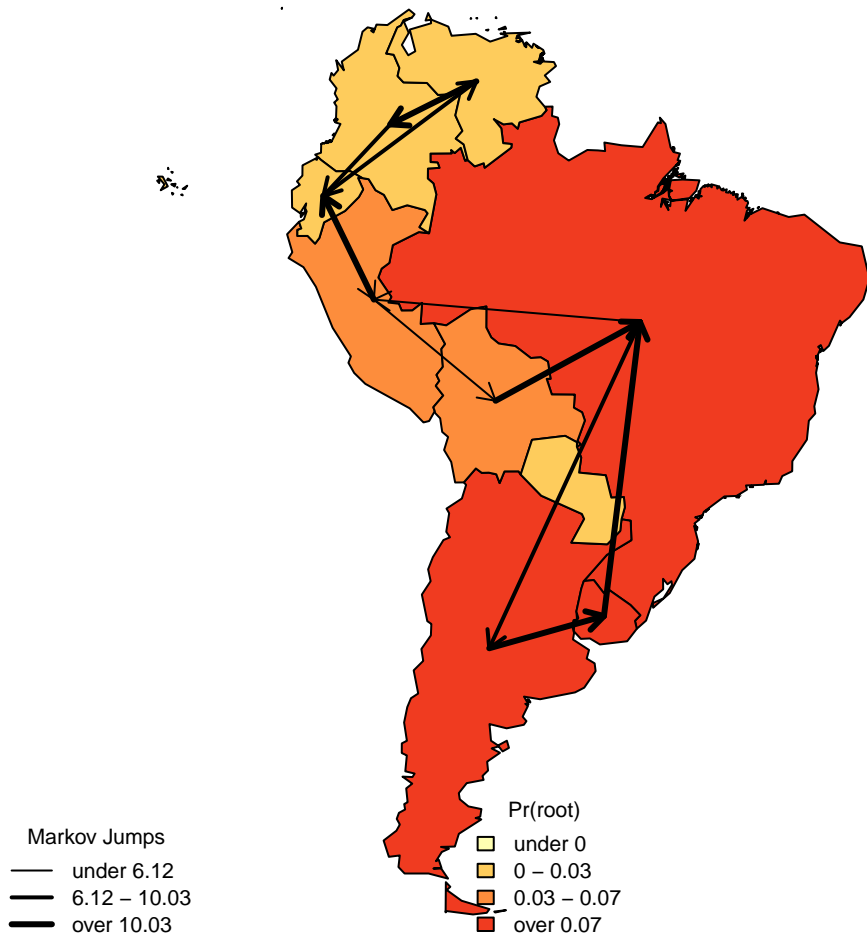 Markov Jumps
under 6.12
6.12 – 10.03
over 10.03
Pr(root)
under 0
0 – 0.03
0.03 – 0.07
over 0.07